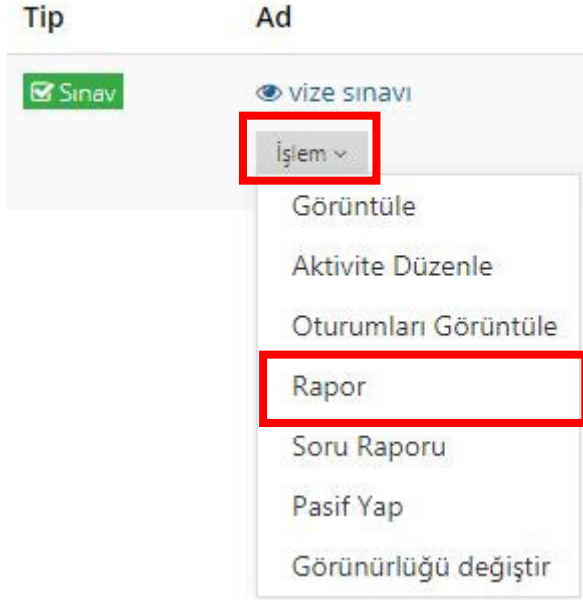 Tip Ad
Sınav vize sınavı
İşlem
Görüntüle
Aktivite Düzenle
Oturumları Görüntüle
Rapor
Soru Raporu
Pasif Yap
Görünürlüğü değiştir